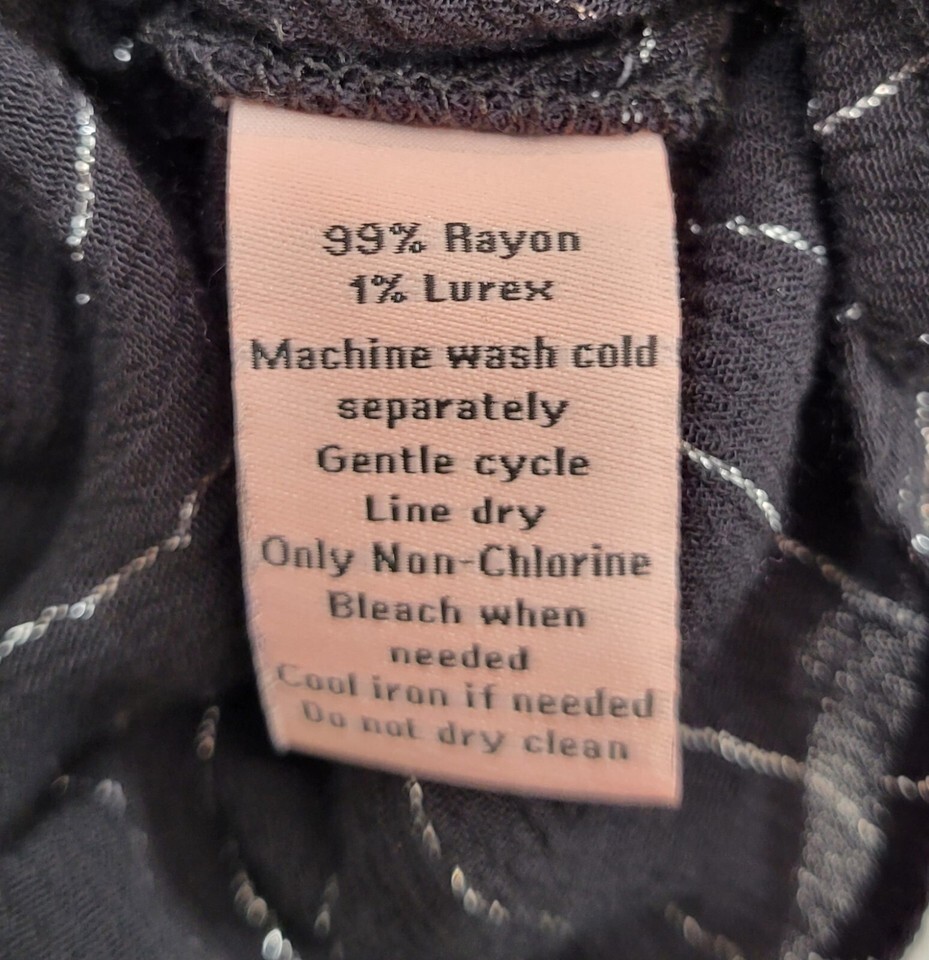 99% Rayon
1% Lurex
Machine wash cold
separately
Gentle cycle
Line dry
Only Non-Chlorine
Bleach when
needed
Cool iron if needed
Do not dry clean